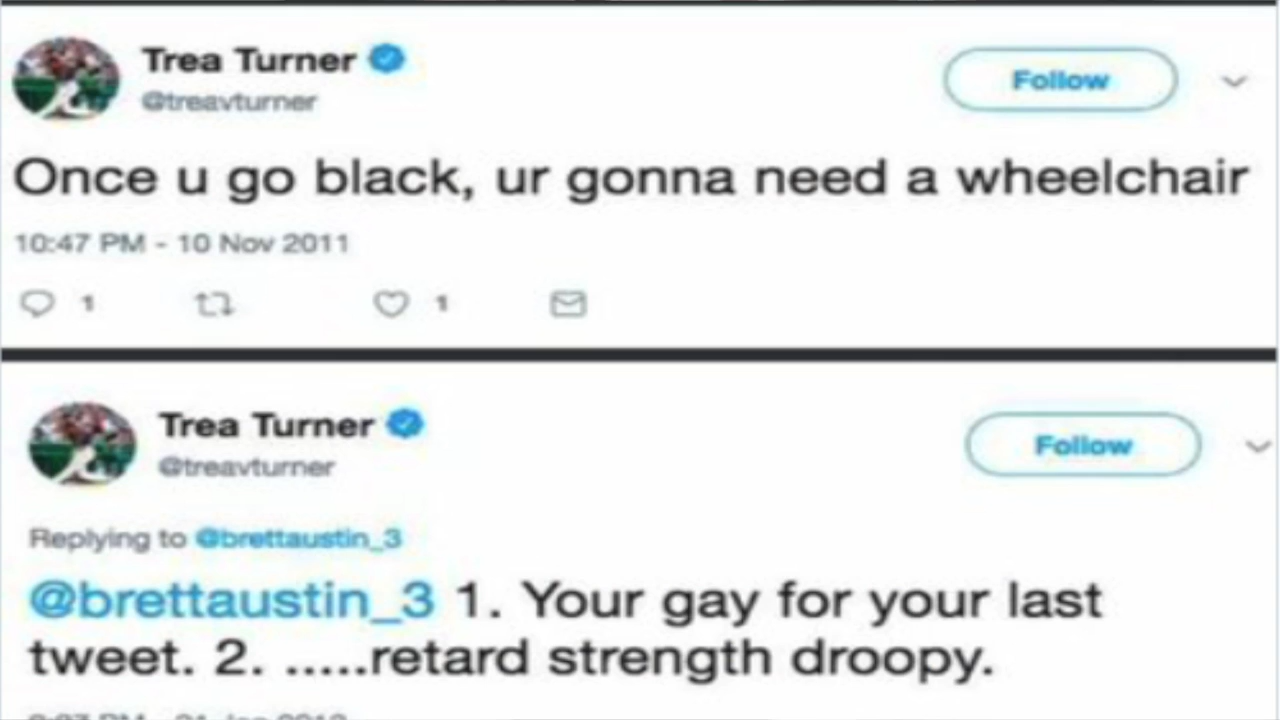 Trea Turner
@treavturner
Follow
Once u go black, ur gonna need a wheelchair
10:47 PM - 10 Nov 2011
1
1
Trea Turner
@treavturner
Follow
Replying to @brettaustin_3
@brettaustin_3 1. Your gay for your last
tweet. 2. .....retard strength droopy.